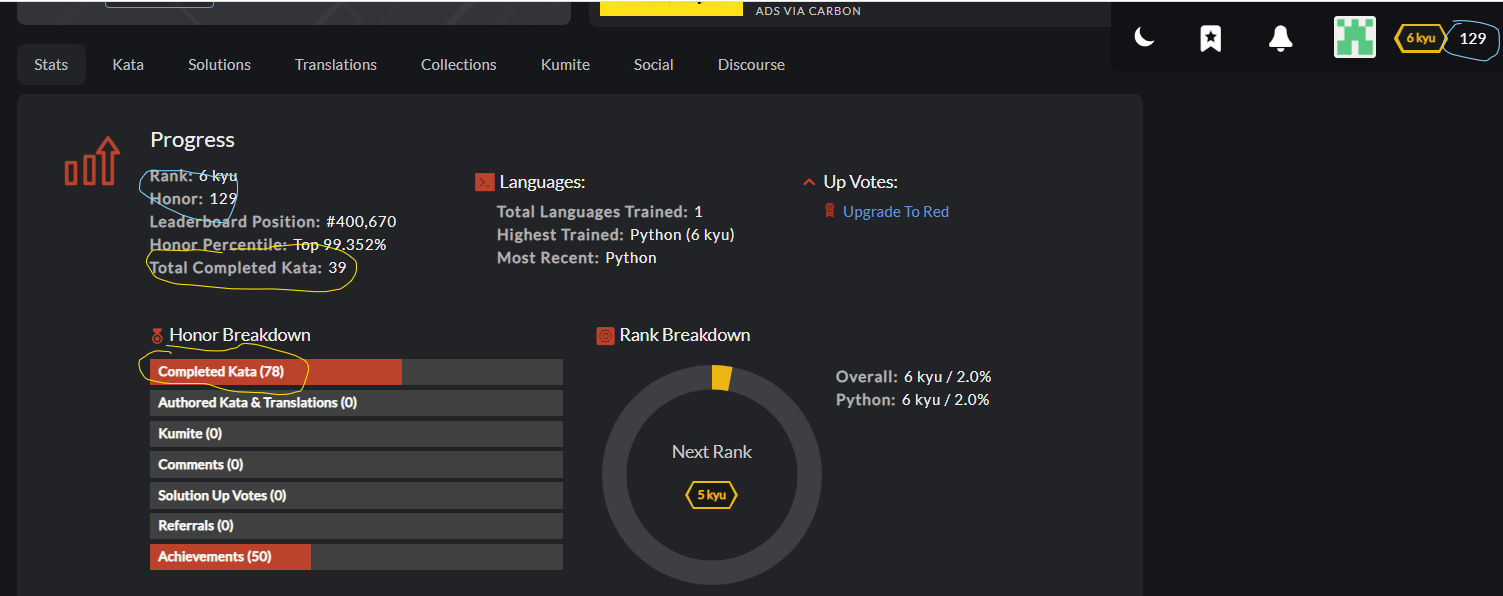 ADS VIA CARBON
6 kyu 129
Stats Kata Solutions Translations Collections Kumite Social Discourse
Progress
Rank: 6 kyu
Honor: 129
Leaderboard Position: #400,670
Honor Percentile: Top 99.352%
Total Completed Kata: 39
Languages:
Total Languages Trained: 1
Highest Trained: Python (6 kyu)
Most Recent: Python
Up Votes:
Upgrade To Red
Honor Breakdown
Completed Kata (78)
Authored Kata & Translations (0)
Kumite (0)
Comments (0)
Solution Up Votes (0)
Referrals (0)
Achievements (50)
Rank Breakdown
Next Rank
5 kyu
Overall: 6 kyu / 2.0%
Python: 6 kyu / 2.0%